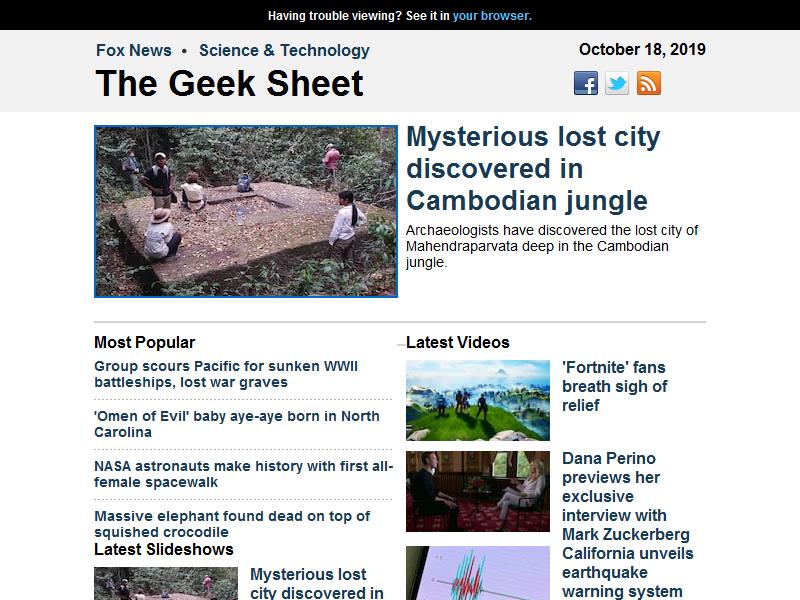 Having trouble viewing? See it in your browser.
Fox News • Science & Technology
October 18, 2019
The Geek Sheet
Mysterious lost city
discovered in
Cambodian jungle
Archaeologists have discovered the lost city of
Mahendraparvata deep in the Cambodian
jungle.
Most Popular
Group scours Pacific for sunken WWII
battleships, lost war graves
'Omen of Evil' baby aye-aye born in North
Carolina
NASA astronauts make history with first all-
female spacewalk
Massive elephant found dead on top of
squished crocodile
Latest Slideshows
Mysterious lost
city discovered in
Latest Videos
'Fortnite' fans
breath sigh of
relief
Dana Perino
previews her
exclusive
interview with
Mark Zuckerberg
California unveils
earthquake
warning system